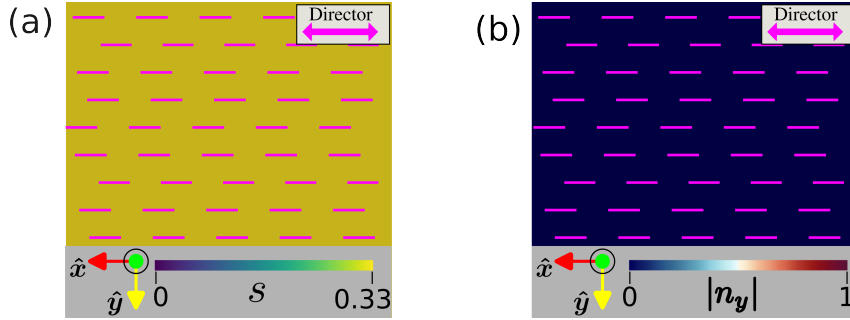 (a)
Director
x̂
ŷ
0
s
0.33
(b)
Director
x̂
ŷ
0
|n_y|
1